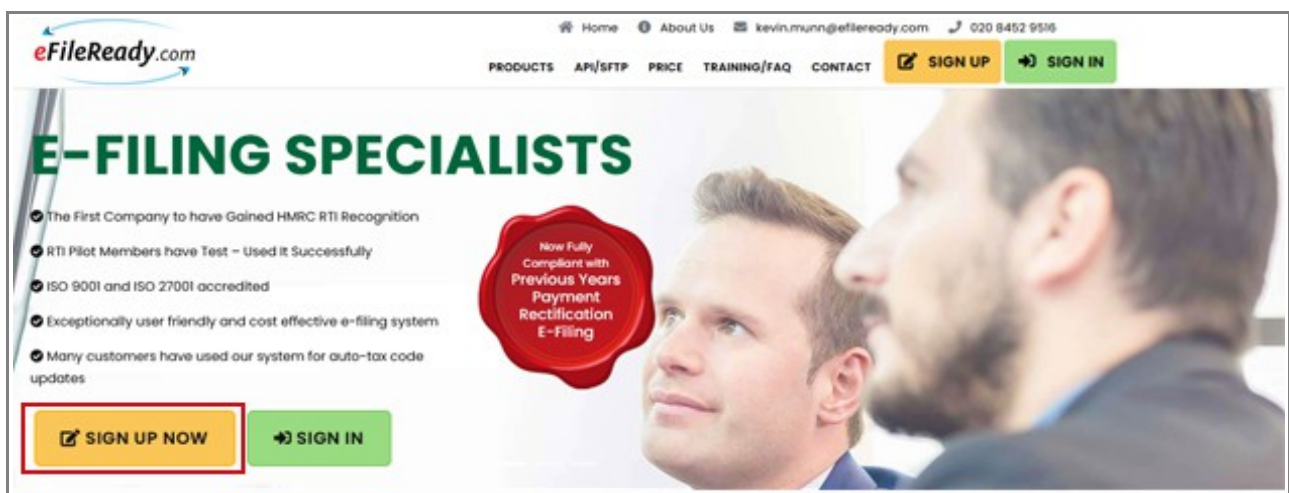 Home About Us kevin.munn@efileready.com 020 8452 9516
eFileReady.com
PRODUCTS API/SFTP PRICE TRAINING/FAQ CONTACT SIGN UP SIGN IN
E-FILING SPECIALISTS
The First Company to have Gained HMRC RTI Recognition
RTI Pilot Members have Test – Used It Successfully
ISO 9001 and ISO 27001 accredited
Exceptionally user friendly and cost effective e-filing system
Many customers have used our system for auto-tax code
updates
Now Fully
Compliant with
Previous Years
Payment
Rectification
E-Filing
SIGN UP NOW SIGN IN